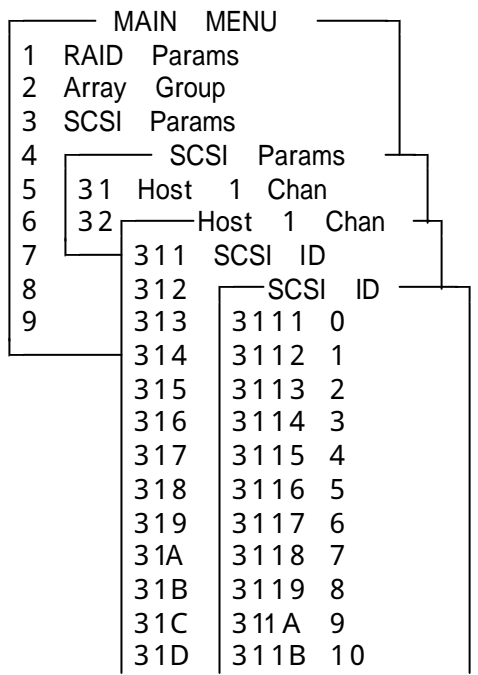 MAIN MENU
1 RAID Params
2 Array Group
3 SCSI Params
4 SCSI Params
5 31 Host 1 Chan
6 32 Host 1 Chan
7 311 SCSI ID
8 312 SCSI ID
9 313 3111 0
314 3112 1
315 3113 2
316 3114 3
317 3115 4
318 3116 5
319 3117 6
31A 3118 7
31B 3119 8
31C 311A 9
31D 311B 10